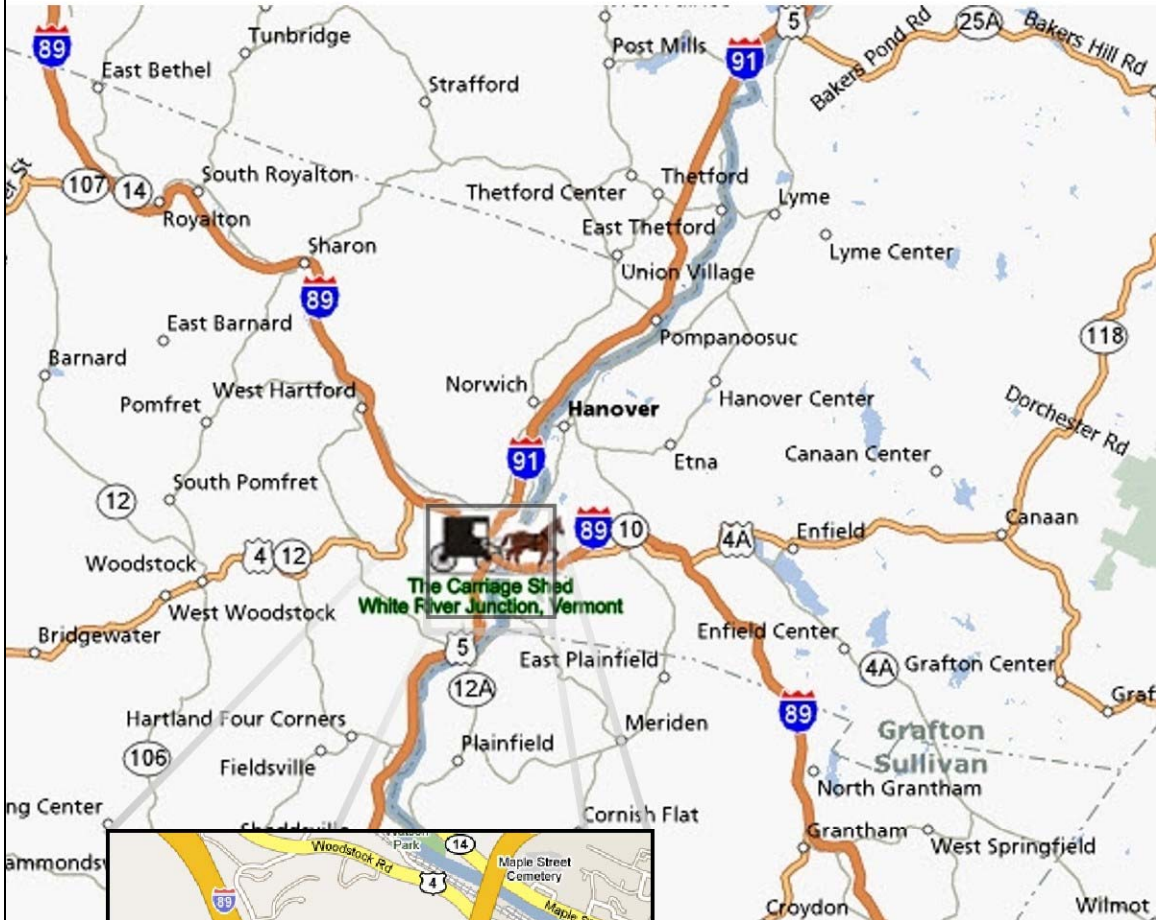 5
25A
Bakers Hill Rd
Bakers Pond Rd
89
Tunbridge
Post Mills
91
East Bethel
Strafford
107
14
South Royalton
Royalton
Thetford Center
Thetford
East Thetford
Lyme
Sharon
Union Village
Lyme Center
89
East Barnard
Pompanoosuc
118
Barnard
West Hartford
Norwich
Hanover Center
Dorchester Rd
Pomfret
Hanover
Canaan Center
91
Etna
South Pomfret
12
Canaan
89
10
4A
Enfield
Woodstock
4
12
The Carriage Shed
White River Junction, Vermont
West Woodstock
Bridgewater
5
East Plainfield
Enfield Center
4A
Grafton Center
12A
Graf
89
Hartland Four Corners
Meriden
Grafton
Sullivan
106
Fieldsville
Plainfield
North Grantham
ng Center
Cornish Flat
Grantham
West Springfield
Park
14
Woodstock Rd
4
Maple Street
Cemetery
89
Croydon
Wilmot